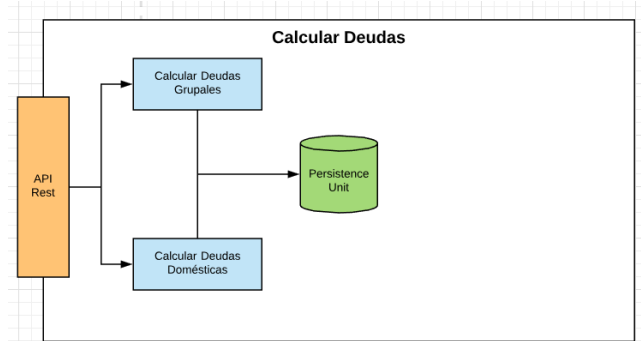 Calcular Deudas
Calcular Deudas
Grupales
API
Rest
Persistence
Unit
Calcular Deudas
Domésticas